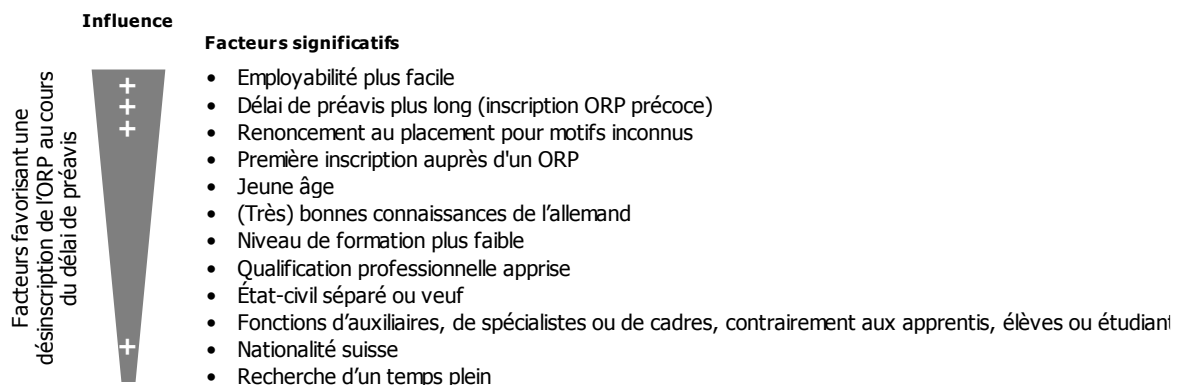 Influence
Facteurs significatifs
Facteurs favorisant une
désinscription de l'ORP au cours
du délai de préavis
+
+
+
+
• Employabilité plus facile
• Délai de préavis plus long (inscription ORP précoce)
• Renoncement au placement pour motifs inconnus
• Première inscription auprès d'un ORP
• Jeune âge
• (Très) bonnes connaissances de l'allemand
• Niveau de formation plus faible
• Qualification professionnelle apprise
• État-civil séparé ou veuf
• Fonctions d'auxiliaires, de spécialistes ou de cadres, contrairement aux apprentis, élèves ou étudiant
• Nationalité suisse
• Recherche d'un temps plein